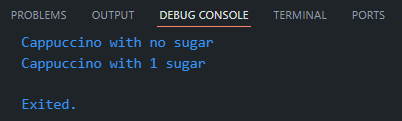 PROBLEMS OUTPUT DEBUG CONSOLE TERMINAL PORTS
Cappuccino with no sugar
Cappuccino with 1 sugar
Exited.